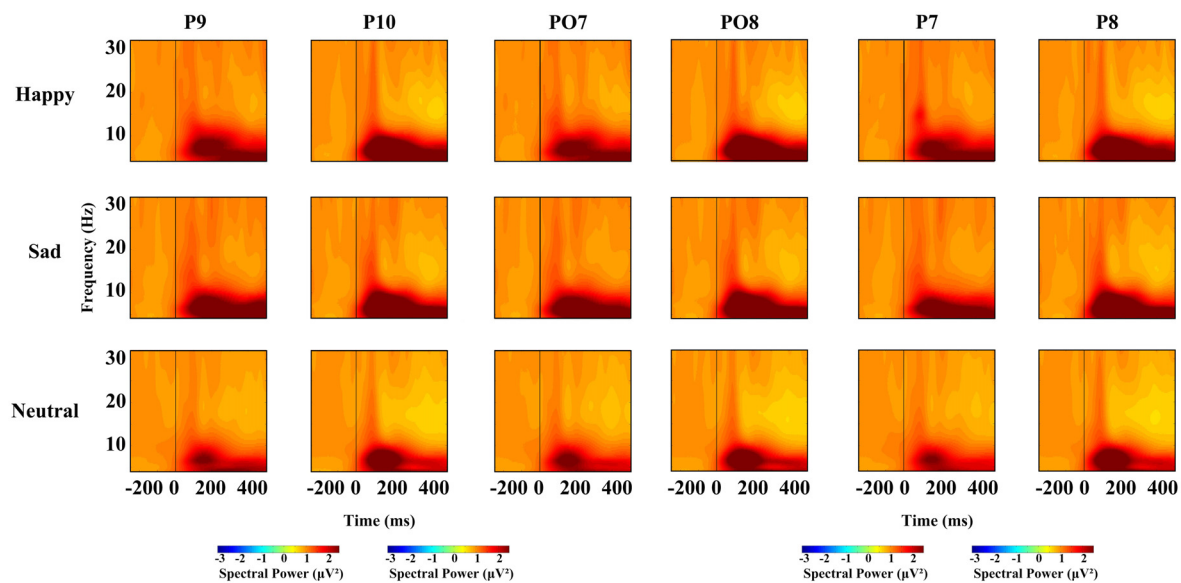 P9 P10 PO7 PO8 P7 P8
30
20
10
Happy
30
20
10
Sad
Frequency (Hz)
30
20
10
Neutral
-200 0 200 400 -200 0 200 400 -200 0 200 400 -200 0 200 400 -200 0 200 400 -200 0 200 400
Time (ms) Time (ms)
-3 -2 -1 0 1 2 -3 -2 -1 0 1 2 -3 -2 -1 0 1 2 -3 -2 -1 0 1 2
Spectral Power (µV²) Spectral Power (µV²) Spectral Power (µV²) Spectral Power (µV²)